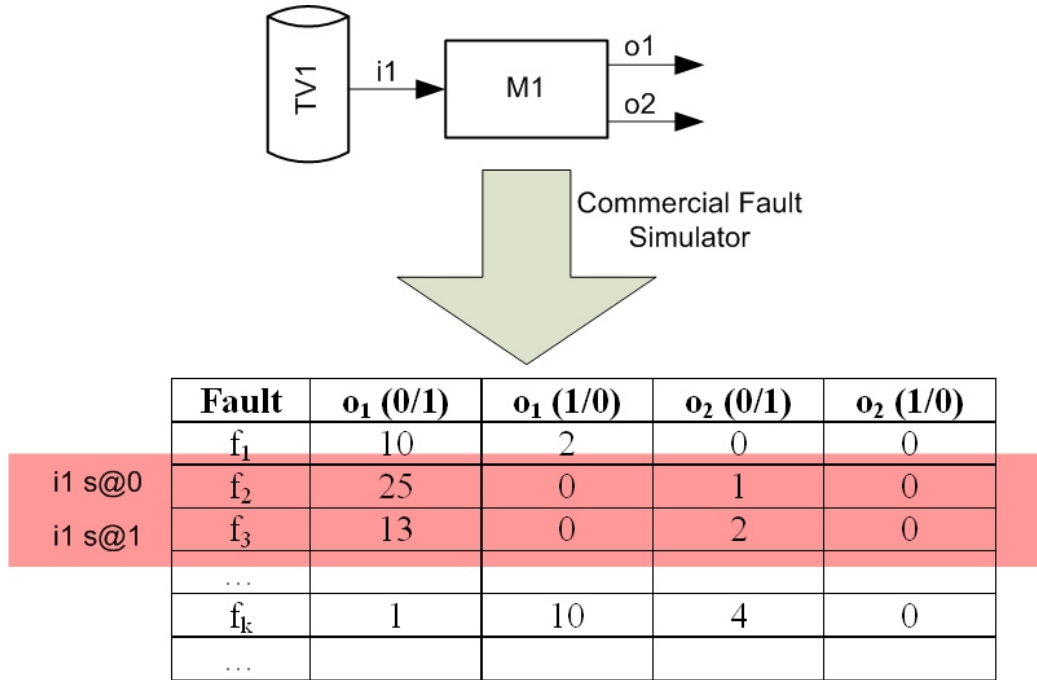 TV1
i1
M1
o1
o2
Commercial Fault
Simulator
Fault o₁ (0/1) o₁ (1/0) o₂ (0/1) o₂ (1/0)
f₁ 10 2 0 0
i1 s@0 f₂ 25 0 1 0
i1 s@1 f₃ 13 0 2 0
...
fₖ 1 10 4 0
...